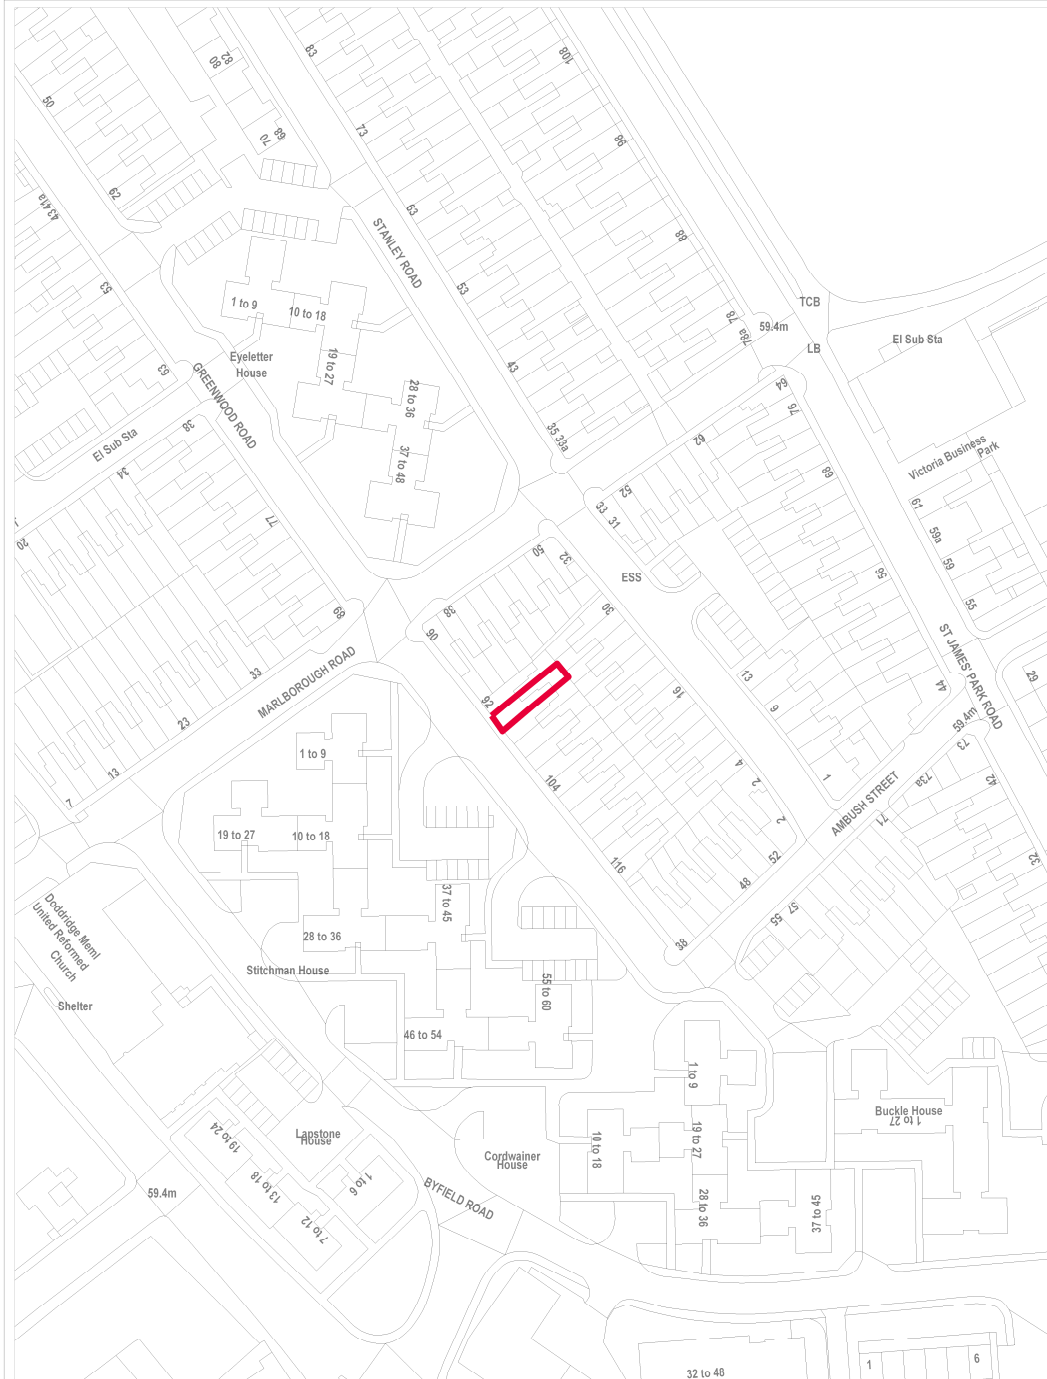 83
82
80
108
50
73
68
70
98
62
43 41a
63
STANLEY ROAD
88
53
53
1 to 9
10 to 18
TCB
78
59.4m
78a
El Sub Sta
LB
Eyeletter
House
19 to 27
43
63
28 to 36
64
GREENWOOD ROAD
76
38
35 33a
62
El Sub Sta
34
37 to 48
68
Victoria Business
Park
52
61
33
31
77
59a
20
50
32
59
ESS
56
55
38
30
89
90
ST JAMES' PARK ROAD
MARLBOROUGH ROAD
33
13
29
44
16
92
6
23
59.4m
1 to 9
73
4
13
104
2
1
73a
42
7
AMBUSH STREET
2
71
19 to 27
10 to 18
52
32
116
48
37 to 45
57
55
Doddridge Meml
United Reformed
Church
28 to 36
38
Stitchman House
55 to 60
Shelter
46 to 54
1 to 9
Buckle House
1 to 27
19 to 24
Lapstone
House
19 to 27
10 to 18
Cordwainer
House
13 to 18
1 to 6
59.4m
BYFIELD ROAD
28 to 36
37 to 45
7 to 12
1
6
32 to 48